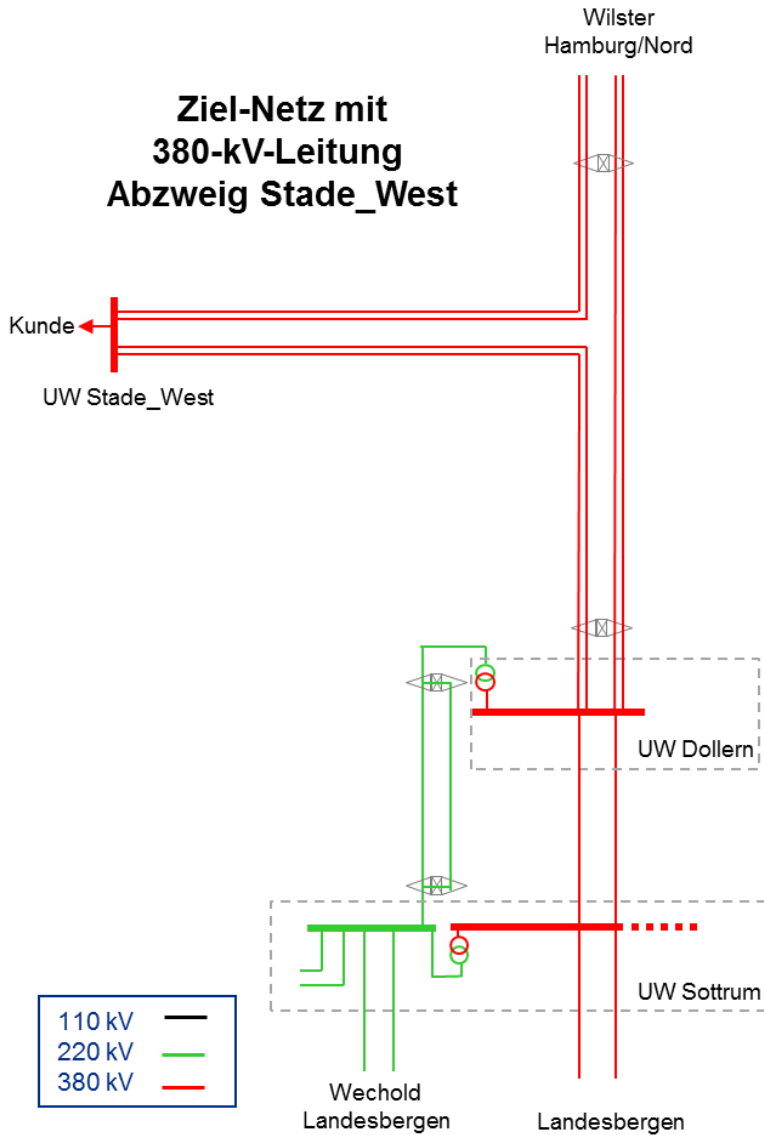 Wilster
Hamburg/Nord
Ziel-Netz mit
380-kV-Leitung
Abzweig Stade_West
Kunde
UW Stade_West
UW Dollern
UW Sottrum
110 kV
220 kV
380 kV
Wechold
Landesbergen
Landesbergen